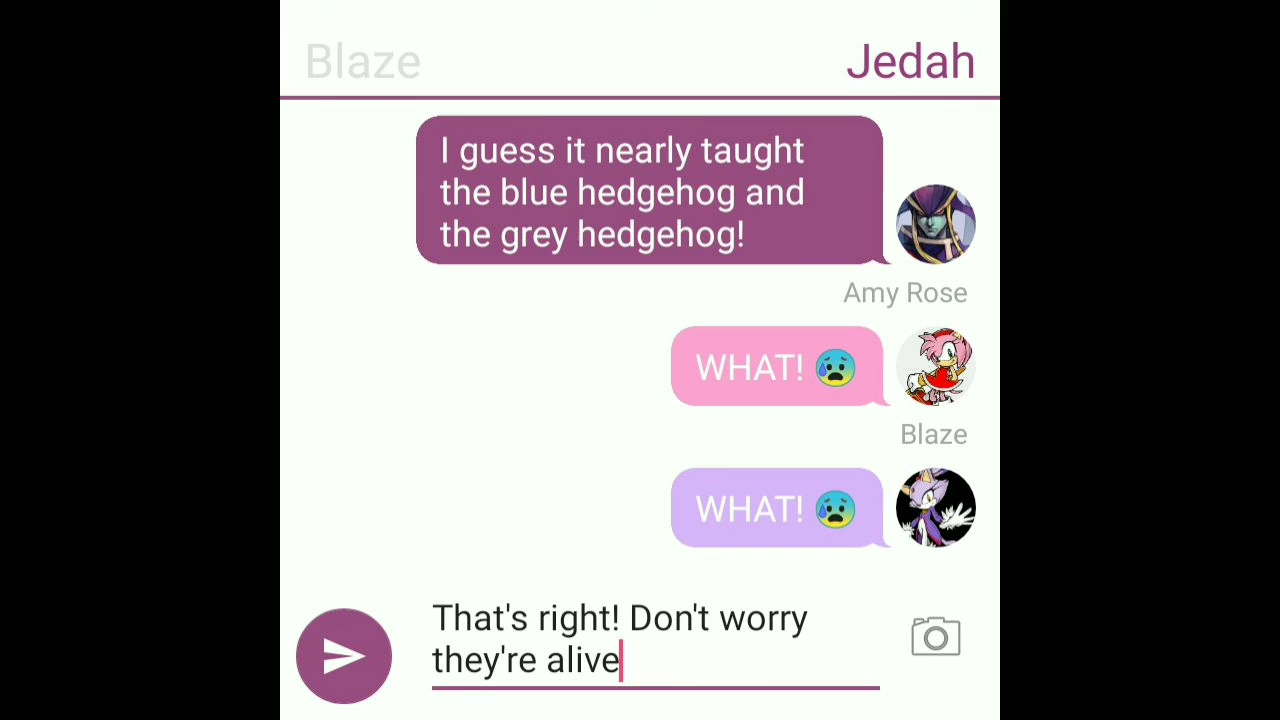 Blaze
Jedah
I guess it nearly taught
the blue hedgehog and
the grey hedgehog!
Amy Rose
WHAT! 😰
Blaze
WHAT! 😰
That's right! Don't worry
they're alive